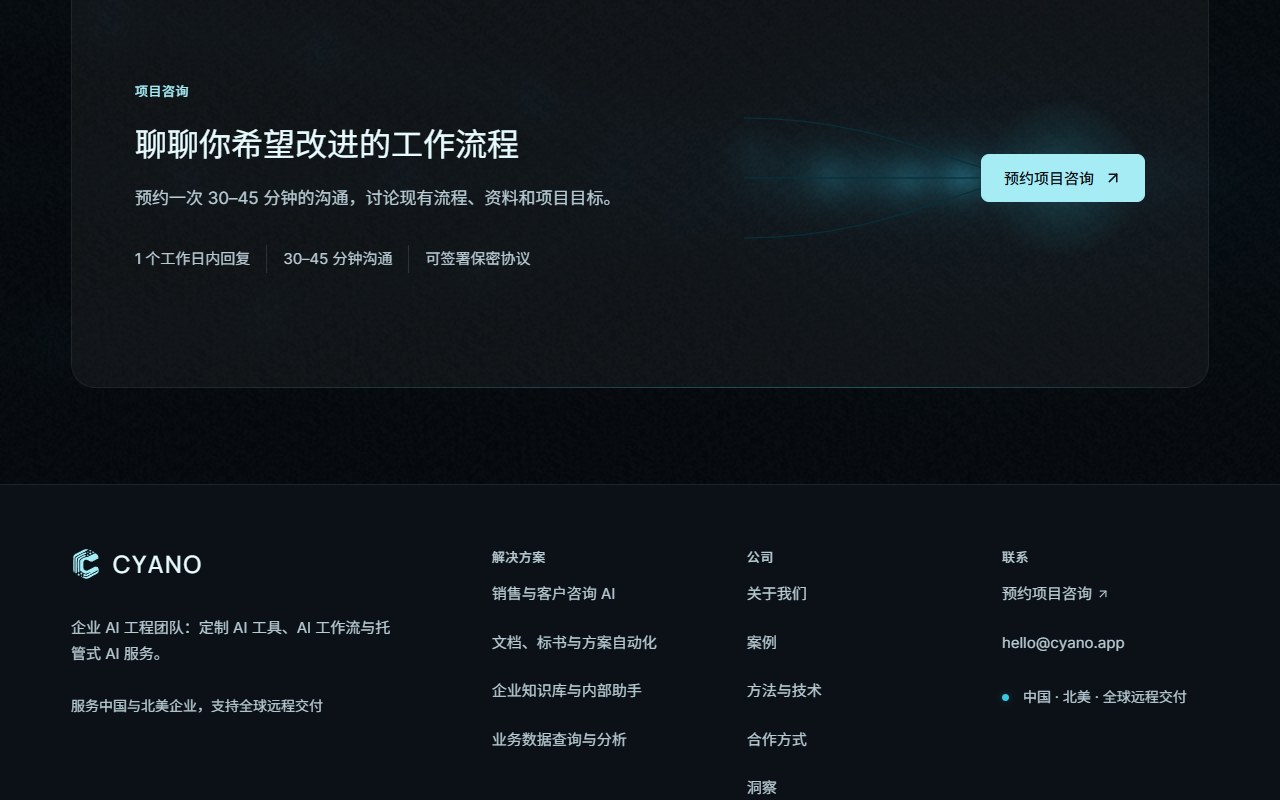 项目咨询
聊聊你希望改进的工作流程
预约一次 30–45 分钟的沟通，讨论现有流程、资料和项目目标。
预约项目咨询
1 个工作日内回复
30–45 分钟沟通
可签署保密协议
CYANO
企业 AI 工程团队：定制 AI 工具、AI 工作流与托
管式 AI 服务。
服务中国与北美企业，支持全球远程交付
解决方案
销售与客户咨询 AI
文档、标书与方案自动化
企业知识库与内部助手
业务数据查询与分析
公司
关于我们
案例
方法与技术
合作方式
洞察
联系
预约项目咨询
hello@cyano.app
中国 · 北美 · 全球远程交付